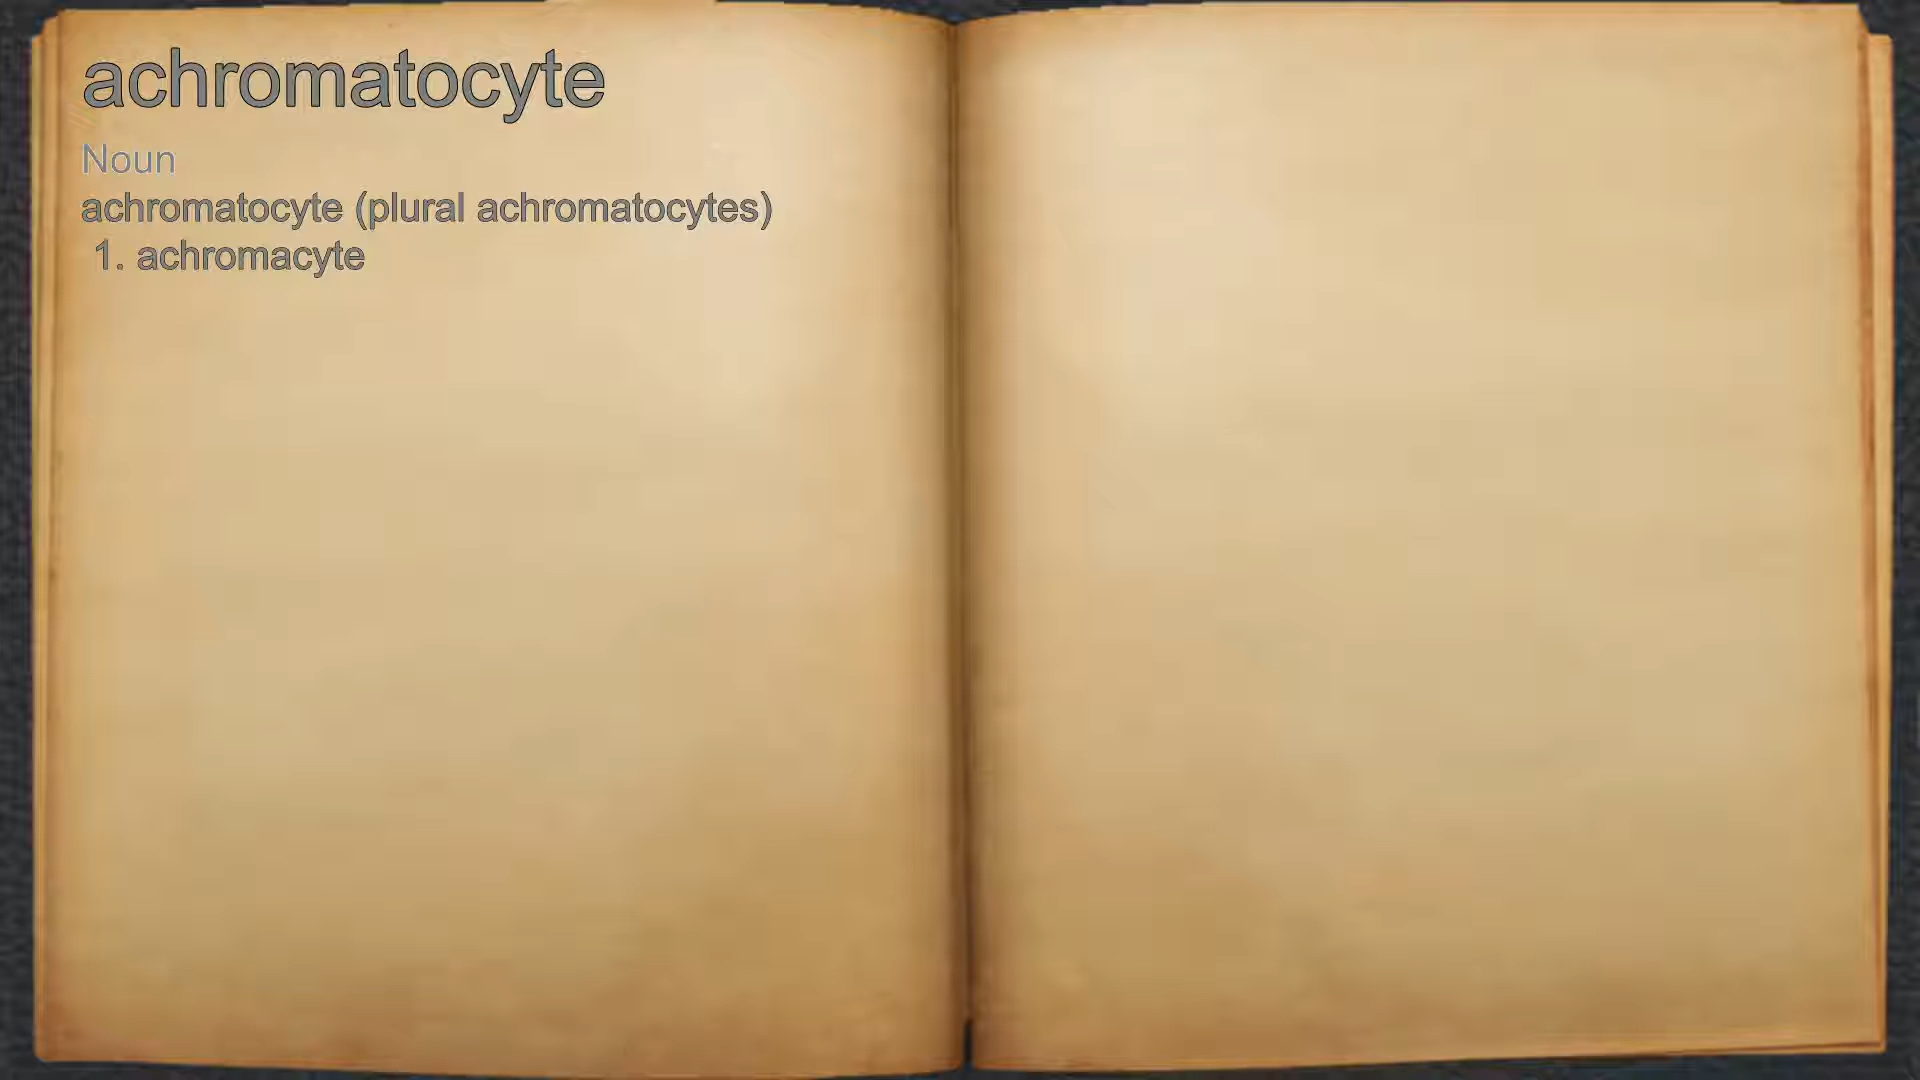 achromatocyte
Noun
achromatocyte (plural achromatocytes)
1. achromacyte